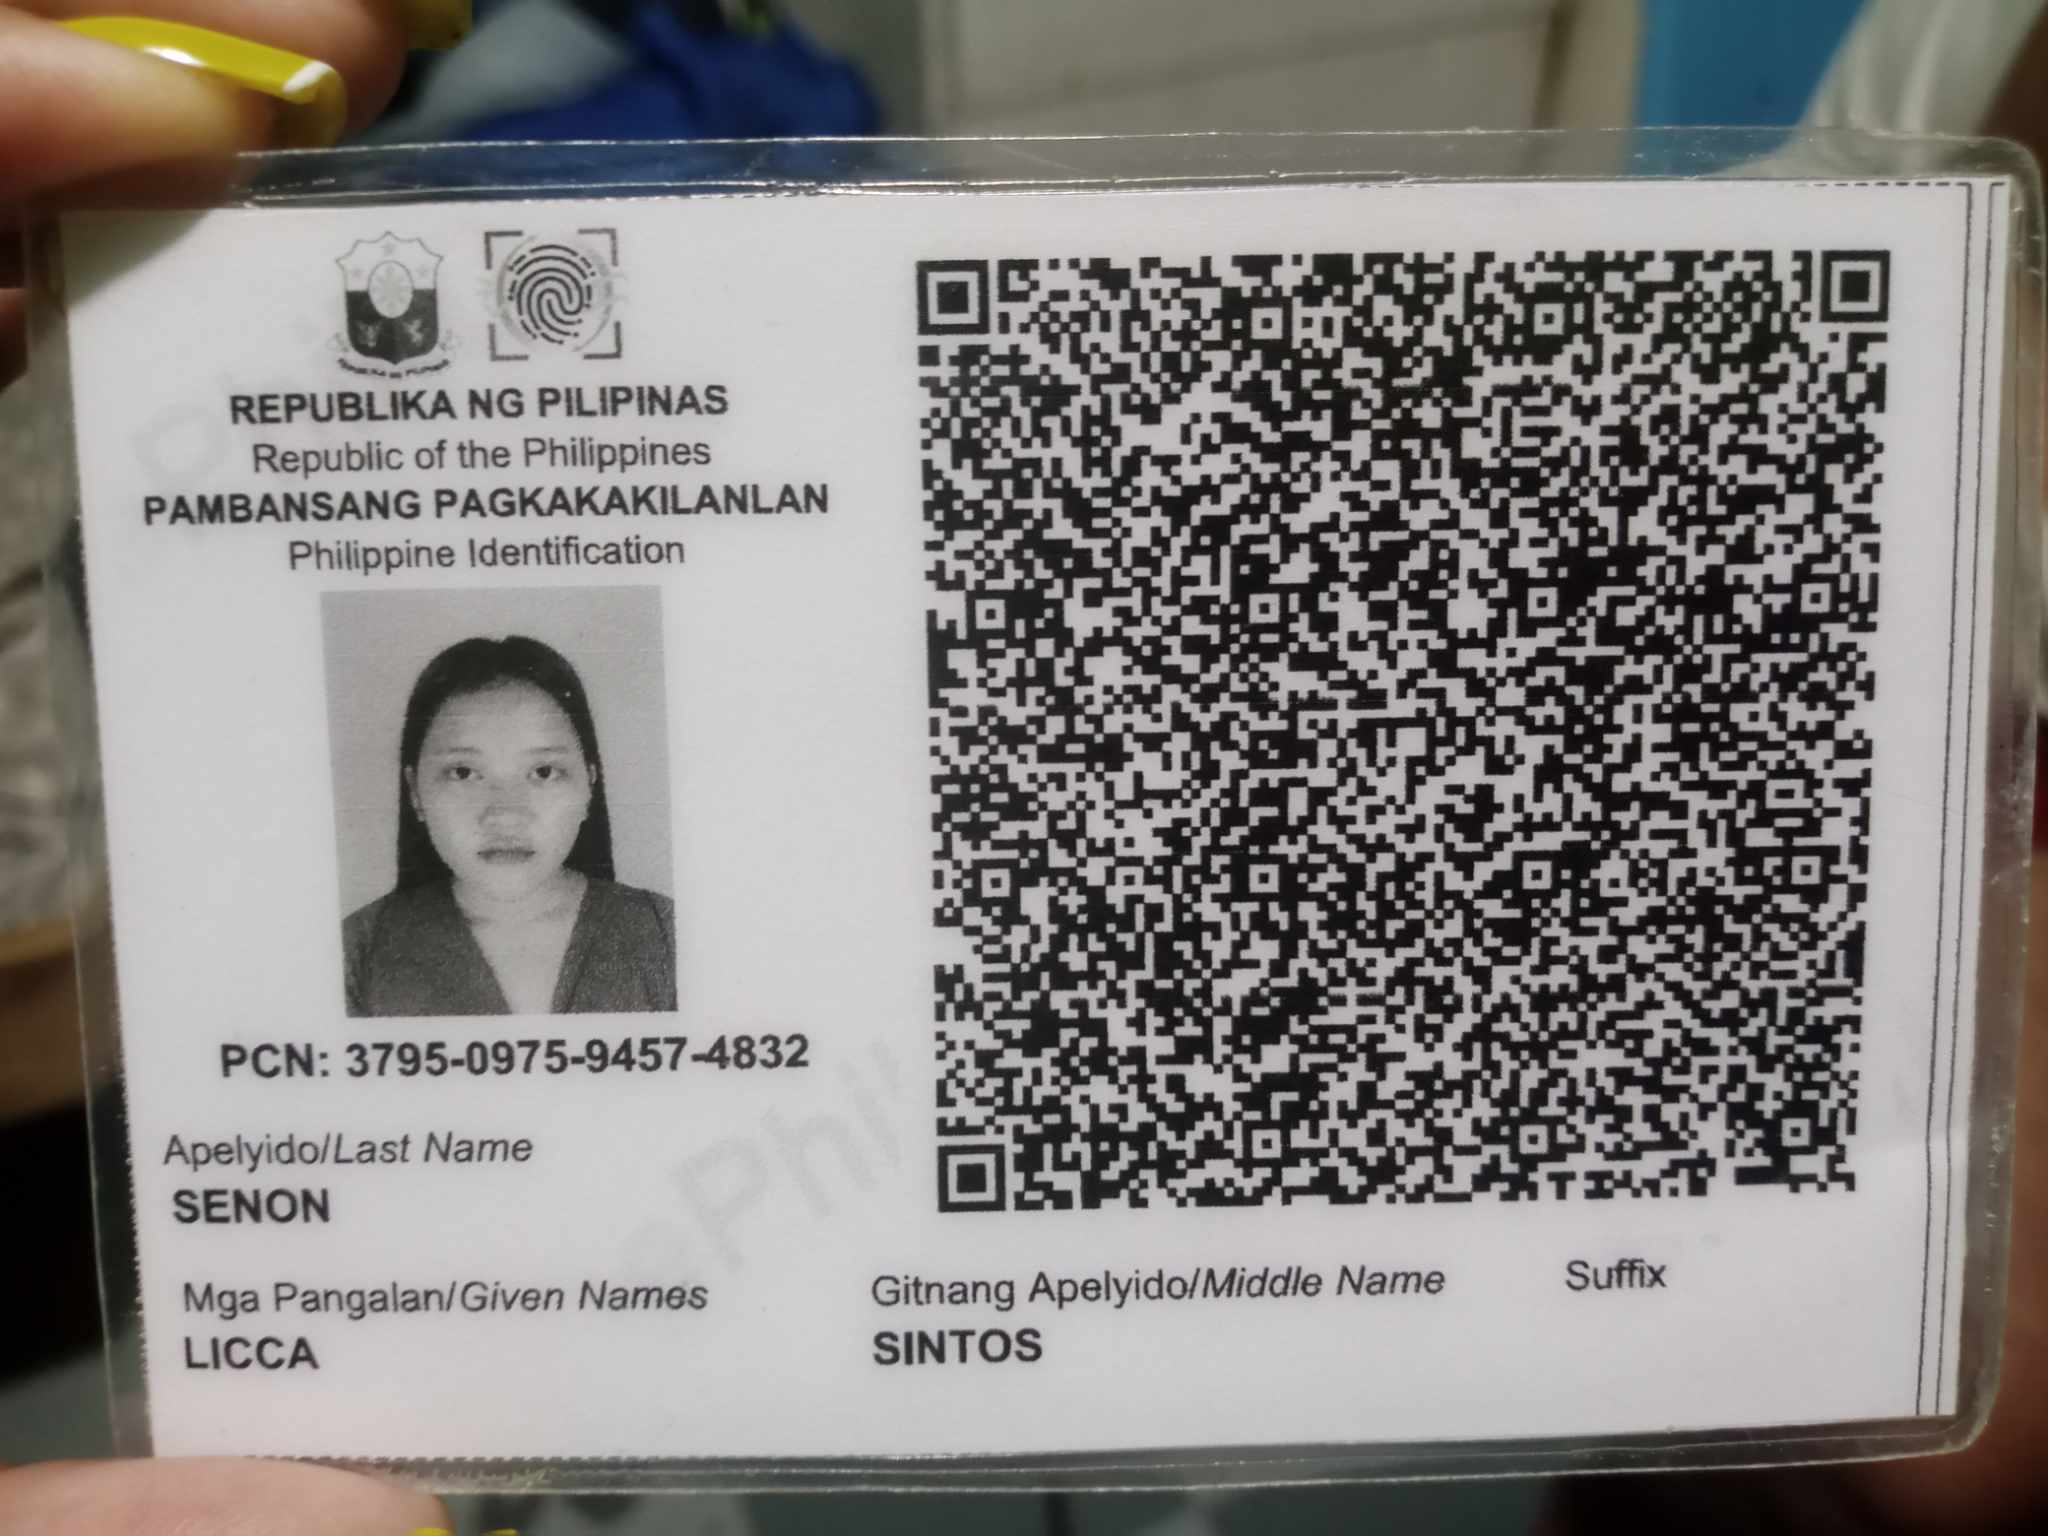 REPUBLIKA NG PILIPINAS
Republic of the Philippines
PAMBANSANG PAGKAKAKILANLAN
Philippine Identification
PCN: 3795-0975-9457-4832
Apelyido/Last Name
SENON
Mga Pangalan/Given Names
LICCA
Gitnang Apelyido/Middle Name
SINTOS
Suffix